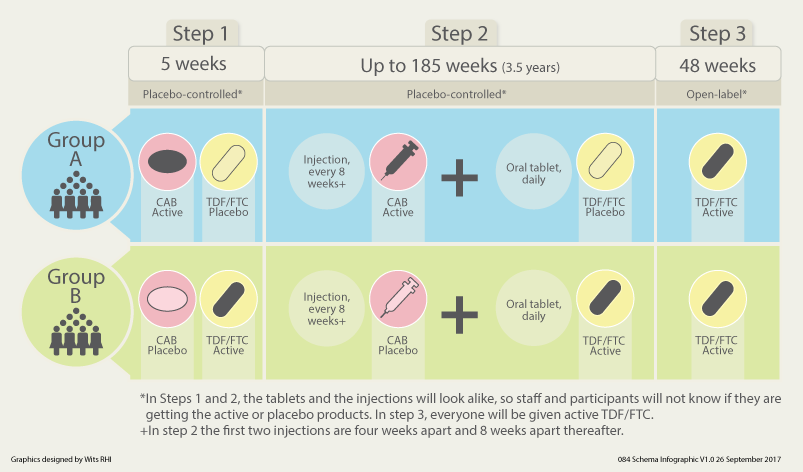 Step 1
Step 2
Step 3
5 weeks
Up to 185 weeks (3.5 years)
48 weeks
Placebo-controlled*
Placebo-controlled*
Open-label*
Group
A
CAB
Active
TDF/FTC
Placebo
Injection,
every 8
weeks+
CAB
Active
+
Oral tablet,
daily
TDF/FTC
Placebo
TDF/FTC
Active
Group
B
CAB
Placebo
TDF/FTC
Active
Injection,
every 8
weeks+
CAB
Placebo
+
Oral tablet,
daily
TDF/FTC
Active
TDF/FTC
Active
*In Steps 1 and 2, the tablets and the injections will look alike, so staff and participants will not know if they are
getting the active or placebo products. In step 3, everyone will be given active TDF/FTC.
+In step 2 the first two injections are four weeks apart and 8 weeks apart thereafter.
Graphics designed by Wits RHI
084 Schema Infographic V1.0 26 September 2017